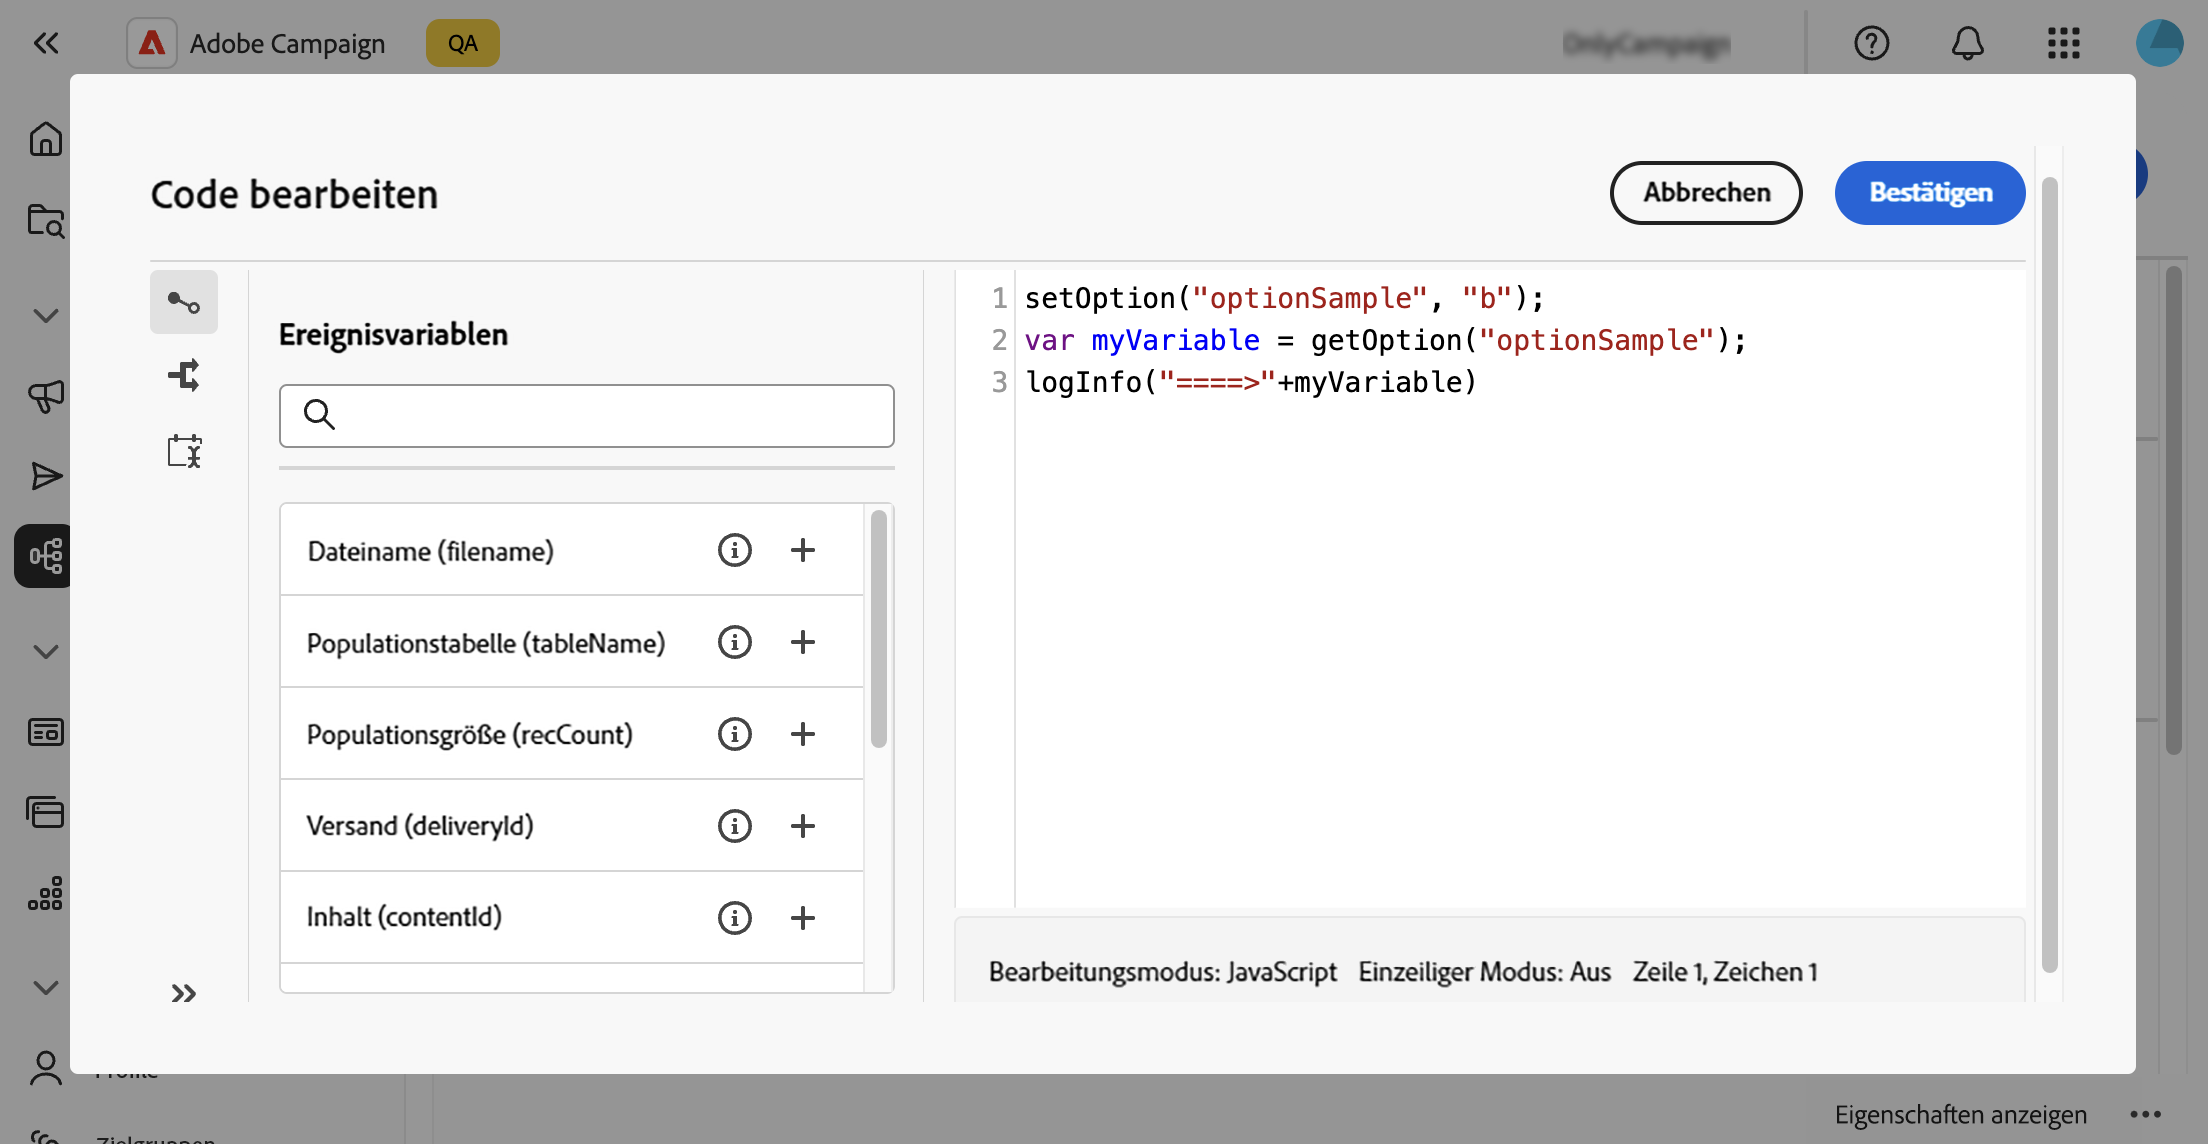 Adobe Campaign
QA
Code bearbeiten
Abbrechen
Bestätigen
Ereignisvariablen
Dateiname (filename)
Populationstabelle (tableName)
Populationsgröße (recCount)
Versand (deliveryId)
Inhalt (contentId)
1 setOption("optionSample", "b");
2 var myVariable = getOption("optionSample");
3 logInfo("====>"+myVariable)
Bearbeitungsmodus: JavaScript Einzeiliger Modus: Aus Zeile 1, Zeichen 1
Eigenschaften anzeigen